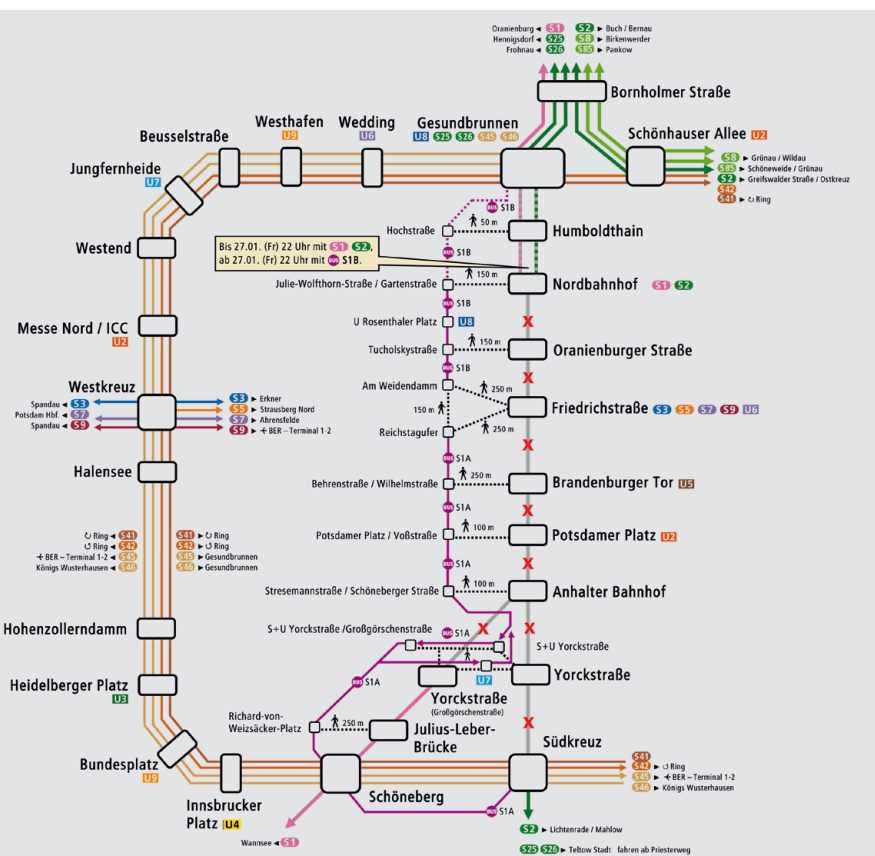 Oranienburg ◄ S1 S2 ► Buch / Bernau
Hennigsdorf ◄ S25 S8 ► Birkenwerder
Frohnau ◄ S26 S85 ► Pankow
Bornholmer Straße
Gesundbrunnen
U8 S25 S26 S45 S46
Wedding
U6
Westhafen
U9
Beusselstraße
Schönhauser Allee U2
Jungfernheide
U7
S8 ► Grünau / Wildau
S85 ► Schöneweide / Grünau
S2 ► Greifswalder Straße / Ostkreuz
S42
S41 ► Ring
BUS S1B
Hochstraße
50 m
Humboldthain
Westend
Bis 27.01. (Fr) 22 Uhr mit S1 S2,
ab 27.01. (Fr) 22 Uhr mit BUS S1B.
BUS S1B
150 m
Julie-Wolfthorn-Straße / Gartenstraße
Nordbahnhof S1 S2
BUS S1B
Messe Nord / ICC
U2
U Rosenthaler Platz U8
X
Tucholskystraße
150 m
Oranienburger Straße
BUS S1B
X
Westkreuz
Spandau ◄ S3
Potsdam Hbf. ◄ S7
Spandau ◄ S9
S3 ► Erkner
S5 ► Strausberg Nord
S7 ► Ahrensfelde
S9 ► BER – Terminal 1-2
Am Weidendamm
250 m
150 m
Friedrichstraße S3 S5 S7 S9 U6
250 m
Reichstagufer
X
BUS S1A
Halensee
Behrenstraße / Wilhelmstraße
250 m
Brandenburger Tor U5
BUS S1A
Potsdamer Platz / Voßstraße
100 m
Potsdamer Platz U2
Ring ◄ S41 S41 ► Ring
Ring ◄ S42 S42 ► Ring
BER – Terminal 1-2 ◄ S45 S45 ► Gesundbrunnen
Königs Wusterhausen ◄ S46 S46 ► Gesundbrunnen
BUS S1A
X
Stresemannstraße / Schöneberger Straße
100 m
Anhalter Bahnhof
Hohenzollerndamm
S+U Yorckstraße /Großgörschenstraße
BUS S1A
X
X
S+U Yorckstraße
BUS S1A
U7
Yorckstraße
Yorckstraße
(Großgörschenstraße)
Heidelberger Platz
U3
Richard-von-
Weizsäcker-Platz
250 m
Julius-Leber-
Brücke
X
Südkreuz
Bundesplatz
U9
S41
S42 ► Ring
S45 ► BER – Terminal 1-2
S46 ► Königs Wusterhausen
Innsbrucker
Platz U4
Schöneberg
BUS S1A
Wannsee ◄ S1
S2 ► Lichtenrade / Mahlow
S25 S26 ► Teltow Stadt fahren ab Priesterweg